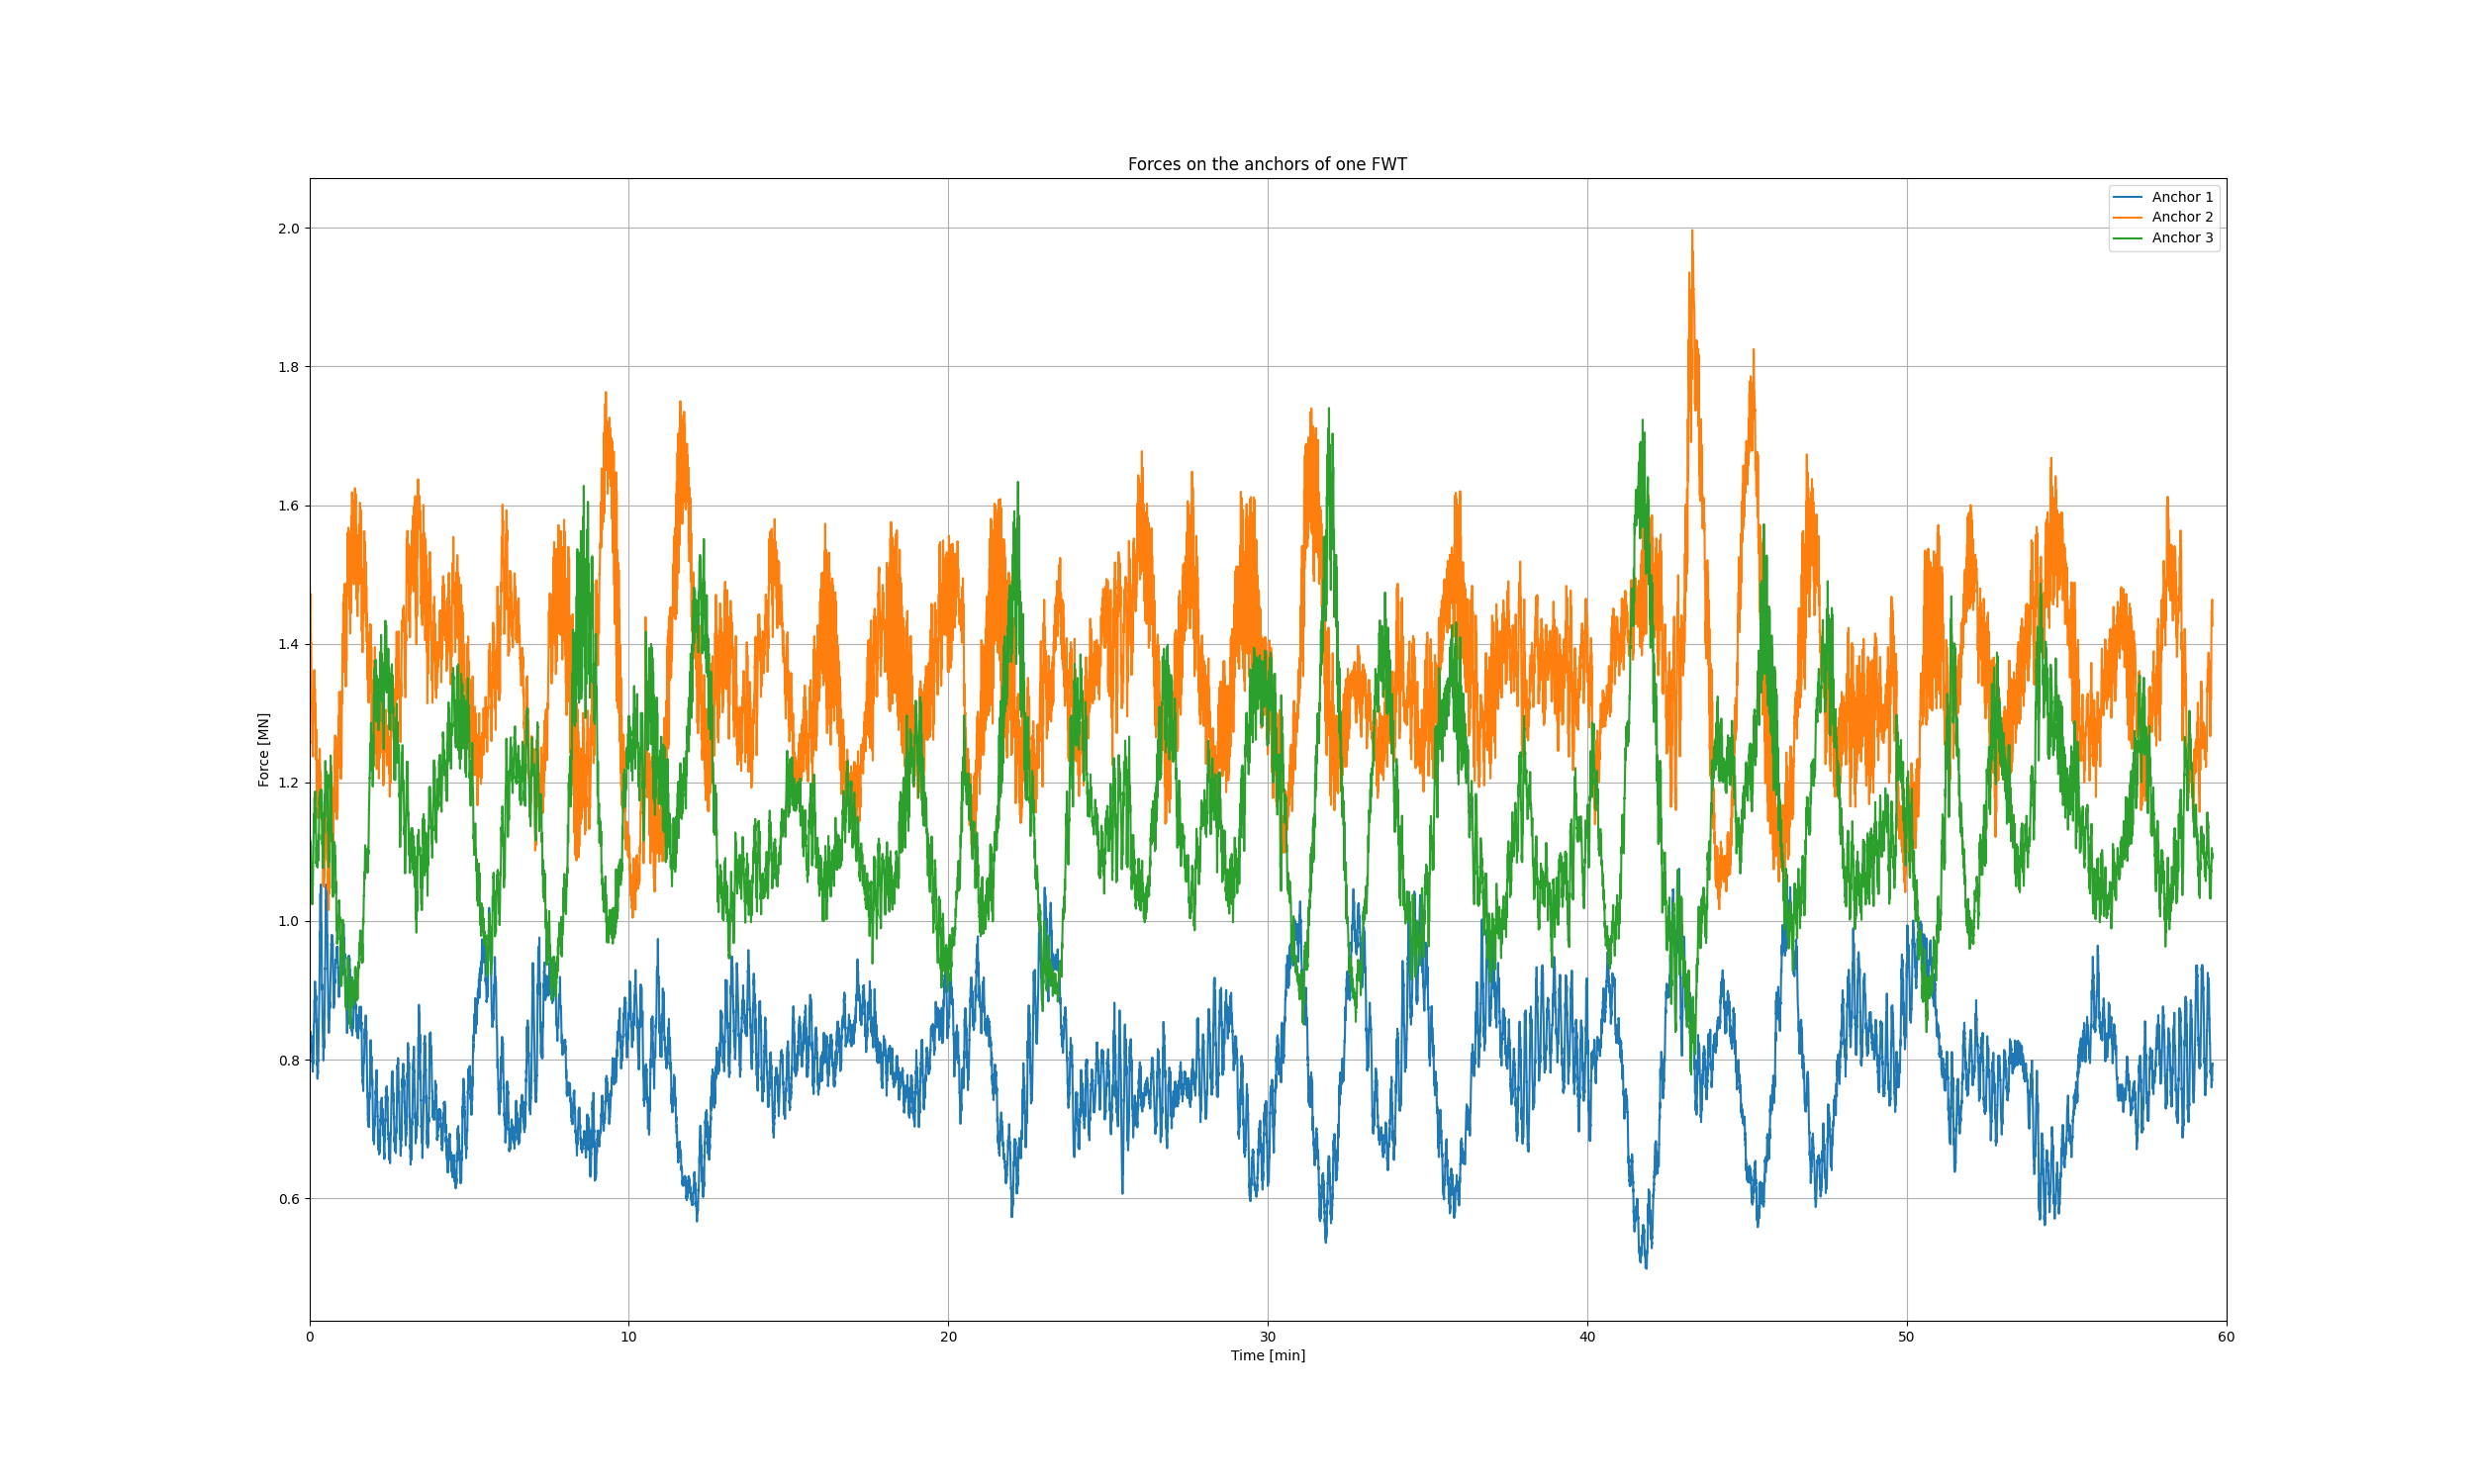 Forces on the anchors of one FWT
Anchor 1
Anchor 2
Anchor 3
2.0
1.8
1.6
1.4
1.2
1.0
0.8
0.6
Force [MN]
0 10 20 30 40 50 60
Time [min]